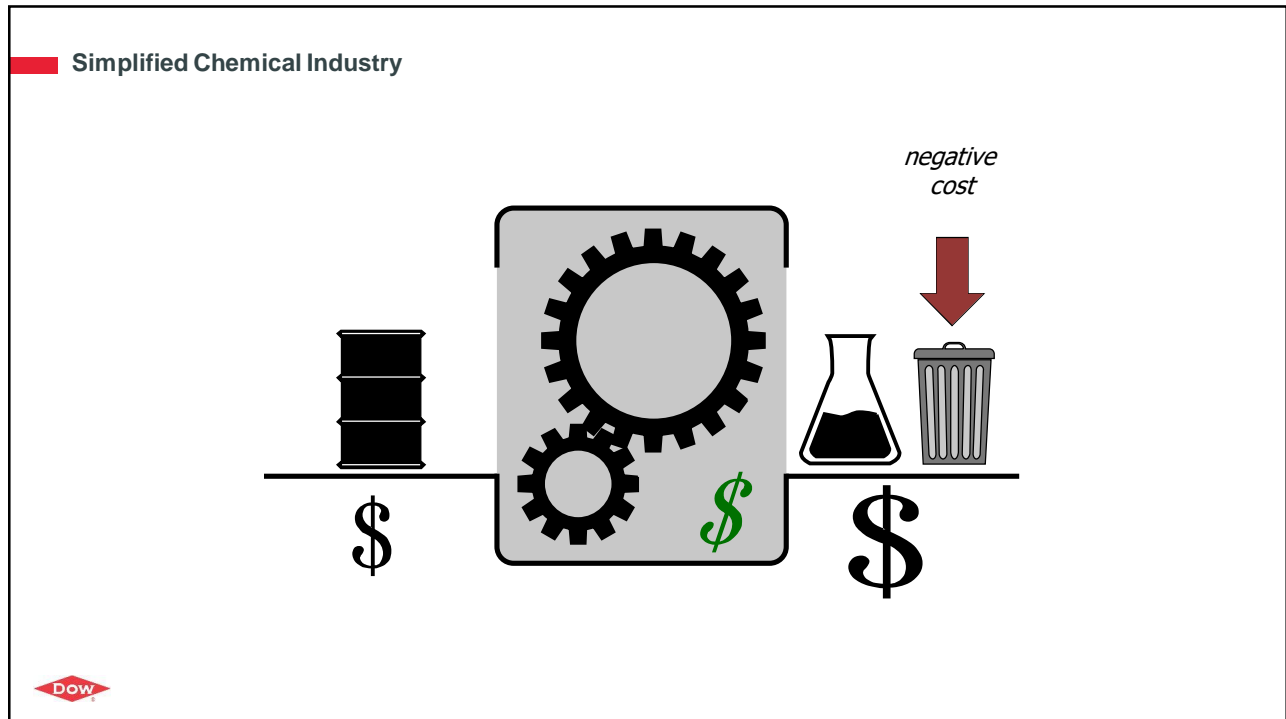 Simplified Chemical Industry
negative
cost
$
$
$
Dow
®